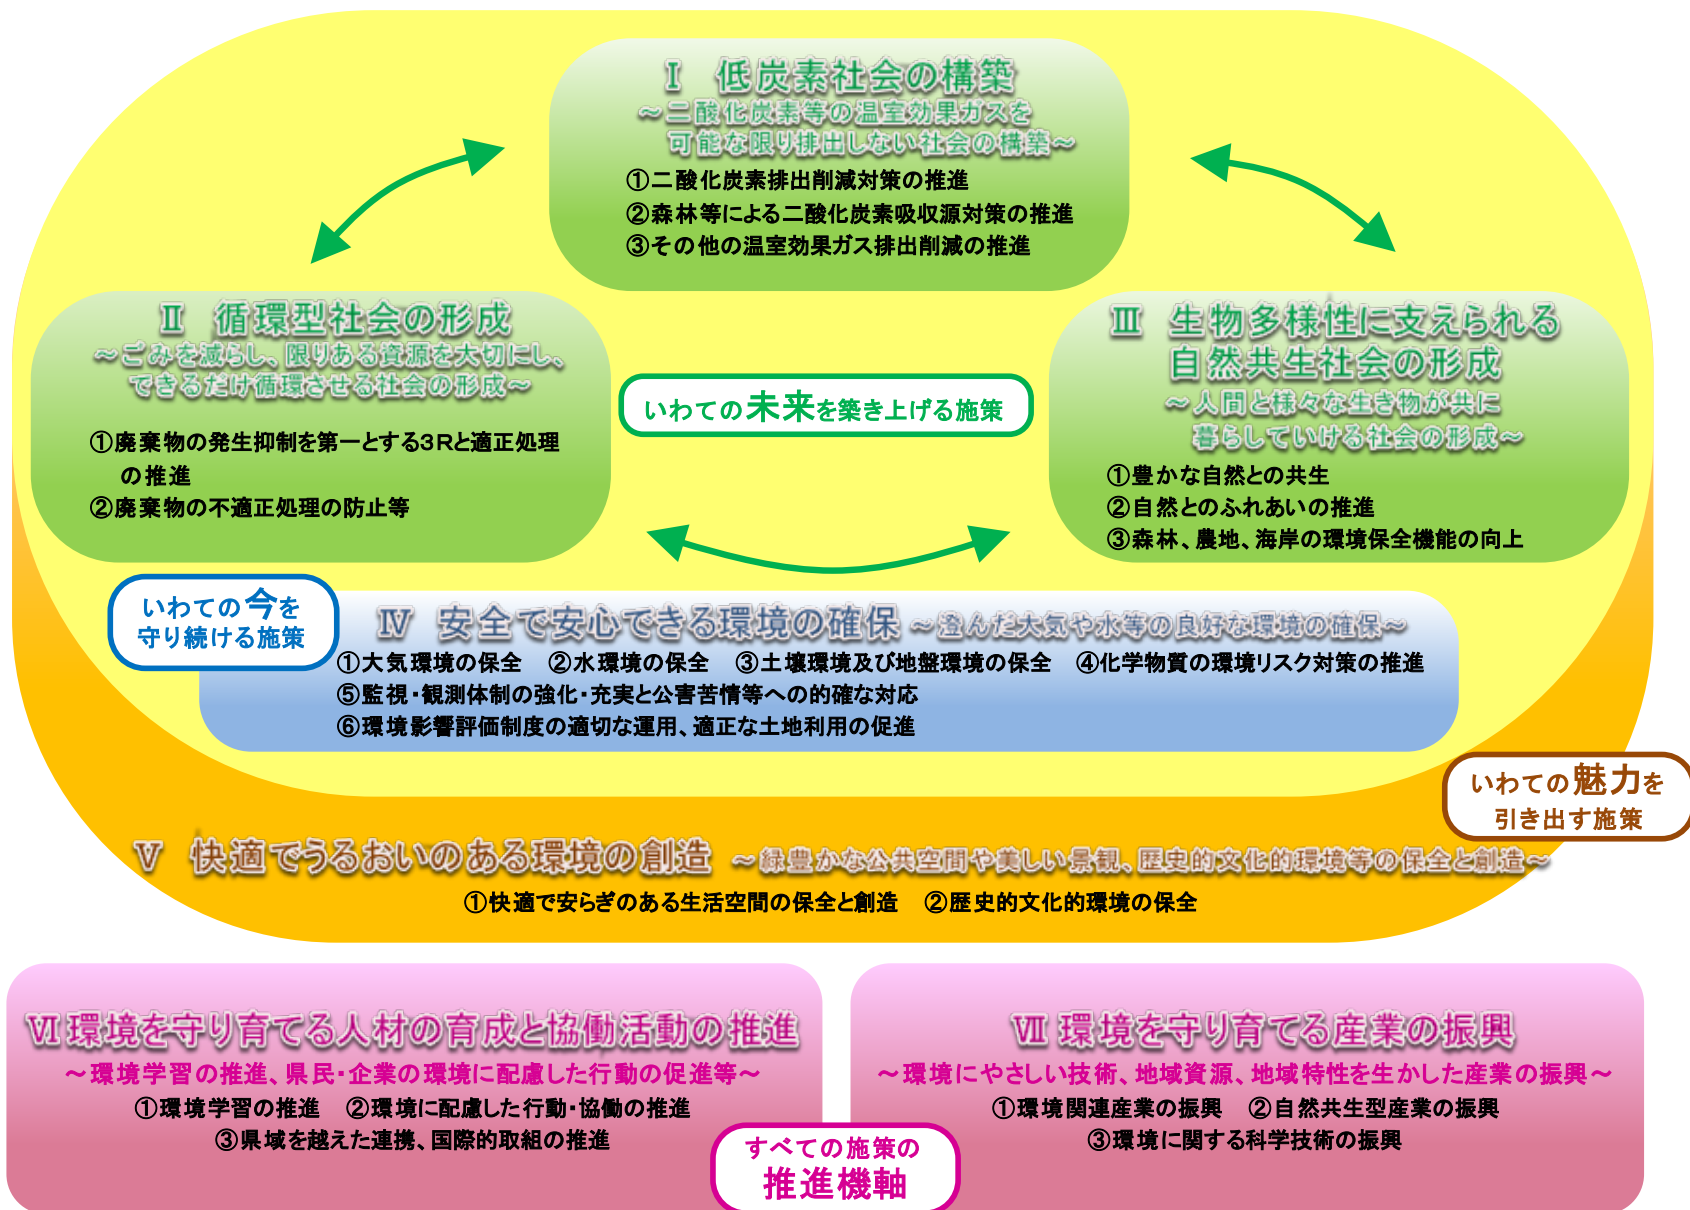 Ⅰ 低炭素社会の構築
～二酸化炭素等の温室効果ガスを
可能な限り排出しない社会の構築～
①二酸化炭素排出削減対策の推進
②森林等による二酸化炭素吸収源対策の推進
③その他の温室効果ガス排出削減の推進
Ⅱ 循環型社会の形成
～ごみを減らし、限りある資源を大切にし、
できるだけ循環させる社会の形成～
①廃棄物の発生抑制を第一とする3Rと適正処理
の推進
②廃棄物の不適正処理の防止等
いわての未来を築き上げる施策
Ⅲ 生物多様性に支えられる
自然共生社会の形成
～人間と様々な生き物が共に
暮らしていける社会の形成～
①豊かな自然との共生
②自然とのふれあいの推進
③森林、農地、海岸の環境保全機能の向上
いわての今を
守り続ける施策
Ⅳ 安全で安心できる環境の確保 ～澄んだ大気や水等の良好な環境の確保～
①大気環境の保全 ②水環境の保全 ③土壌環境及び地盤環境の保全 ④化学物質の環境リスク対策の推進
⑤監視・観測体制の強化・充実と公害苦情等への的確な対応
⑥環境影響評価制度の適切な運用、適正な土地利用の促進
いわての魅力を
引き出す施策
Ⅴ 快適でうるおいのある環境の創造 ～緑豊かな公共空間や美しい景観、歴史的文化的環境等の保全と創造～
①快適で安らぎのある生活空間の保全と創造 ②歴史的文化的環境の保全
Ⅵ 環境を守り育てる人材の育成と協働活動の推進
～環境学習の推進、県民・企業の環境に配慮した行動の促進等～
①環境学習の推進 ②環境に配慮した行動・協働の推進
③県域を越えた連携、国際的取組の推進
Ⅶ 環境を守り育てる産業の振興
～環境にやさしい技術、地域資源、地域特性を生かした産業の振興～
①環境関連産業の振興 ②自然共生型産業の振興
③環境に関する科学技術の振興
すべての施策の
推進機軸